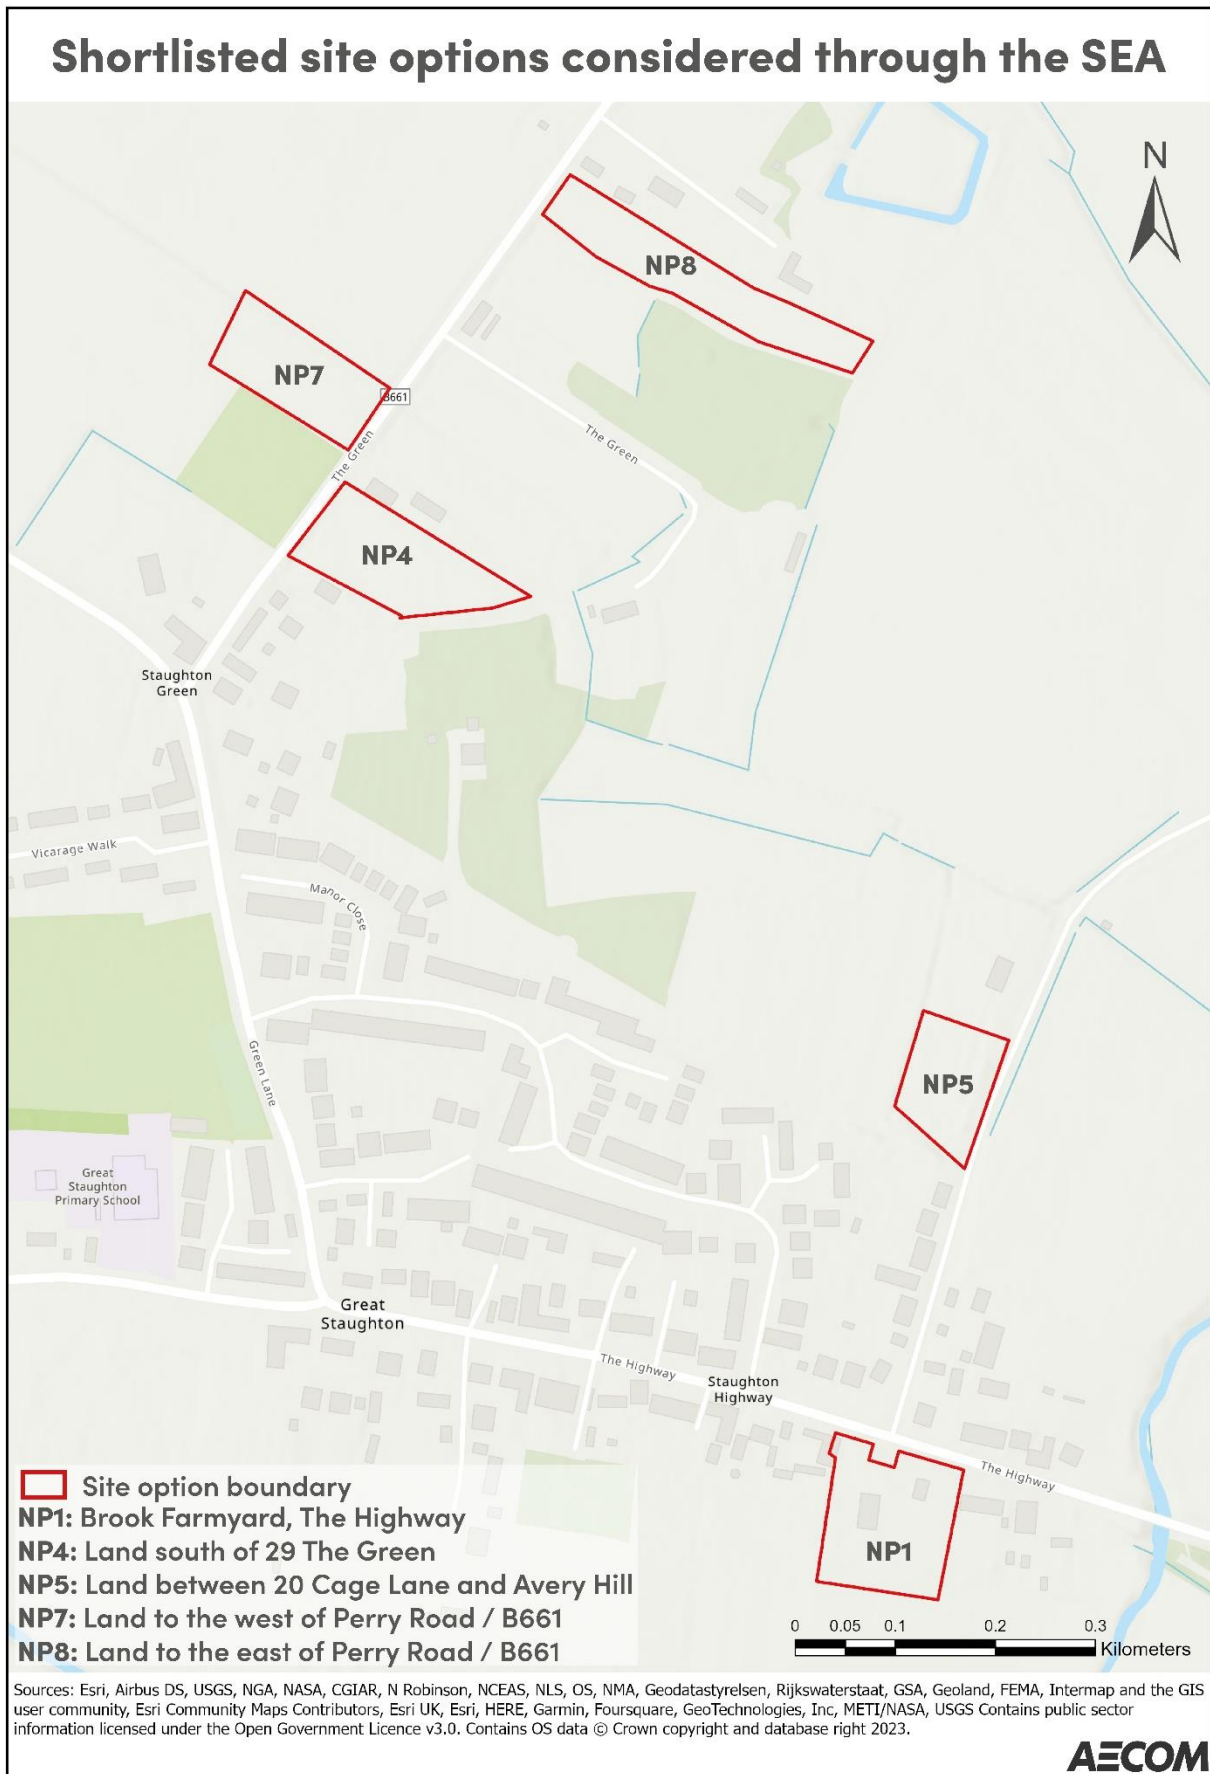 Shortlisted site options considered through the SEA
N
NP8
NP7
B661
The Green
The Green
NP4
Staughton
Green
Vicarage Walk
Manor Close
Green Lane
NP5
Great
Staughton
Primary School
Great
Staughton
The Highway
Staughton
Highway
The Highway
NP1
Site option boundary
NP1: Brook Farmyard, The Highway
NP4: Land south of 29 The Green
NP5: Land between 20 Cage Lane and Avery Hill
NP7: Land to the west of Perry Road / B661
NP8: Land to the east of Perry Road / B661
0 0.05 0.1 0.2 0.3
Kilometers
Sources: Esri, Airbus DS, USGS, NGA, NASA, CGIAR, N Robinson, NCEAS, NLS, OS, NMA, Geodatastyrelsen, Rijkswaterstaat, GSA, Geoland, FEMA, Intermap and the GIS
user community, Esri Community Maps Contributors, Esri UK, Esri, HERE, Garmin, Foursquare, GeoTechnologies, Inc, METI/NASA, USGS Contains public sector
information licensed under the Open Government Licence v3.0. Contains OS data © Crown copyright and database right 2023.
AECOM